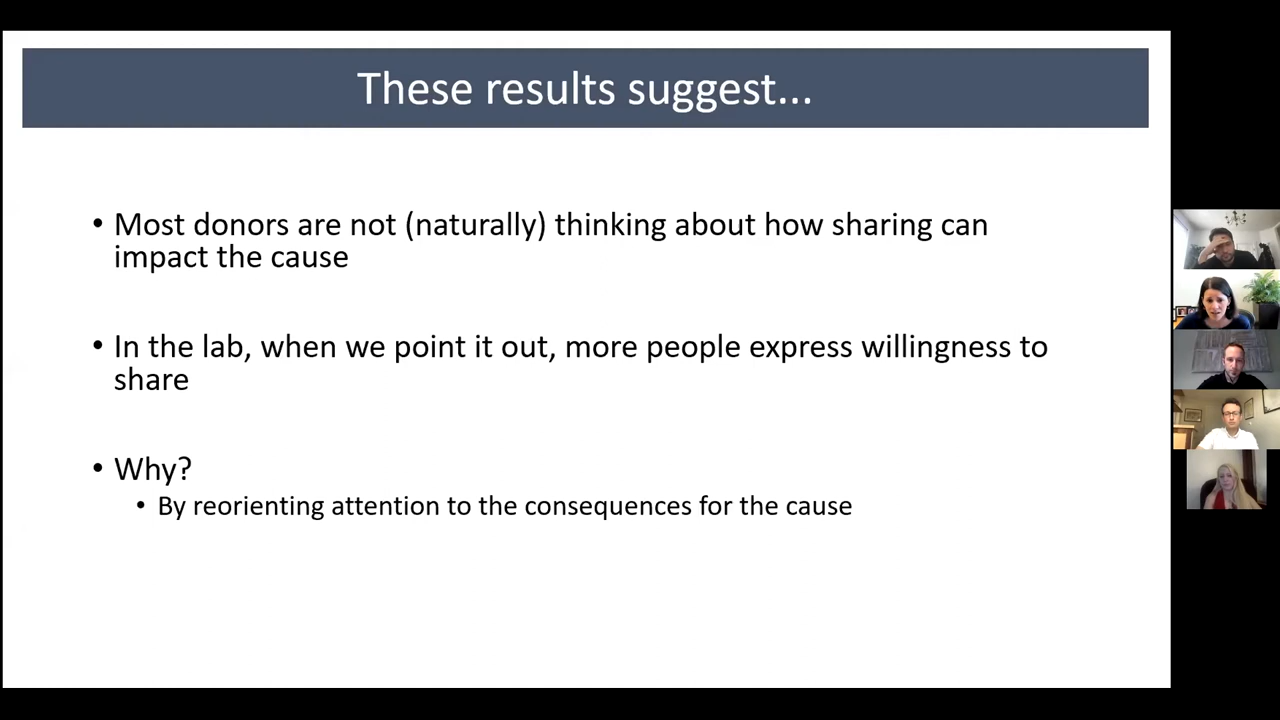 These results suggest...
• Most donors are not (naturally) thinking about how sharing can
impact the cause
• In the lab, when we point it out, more people express willingness to
share
• Why?
• By reorienting attention to the consequences for the cause